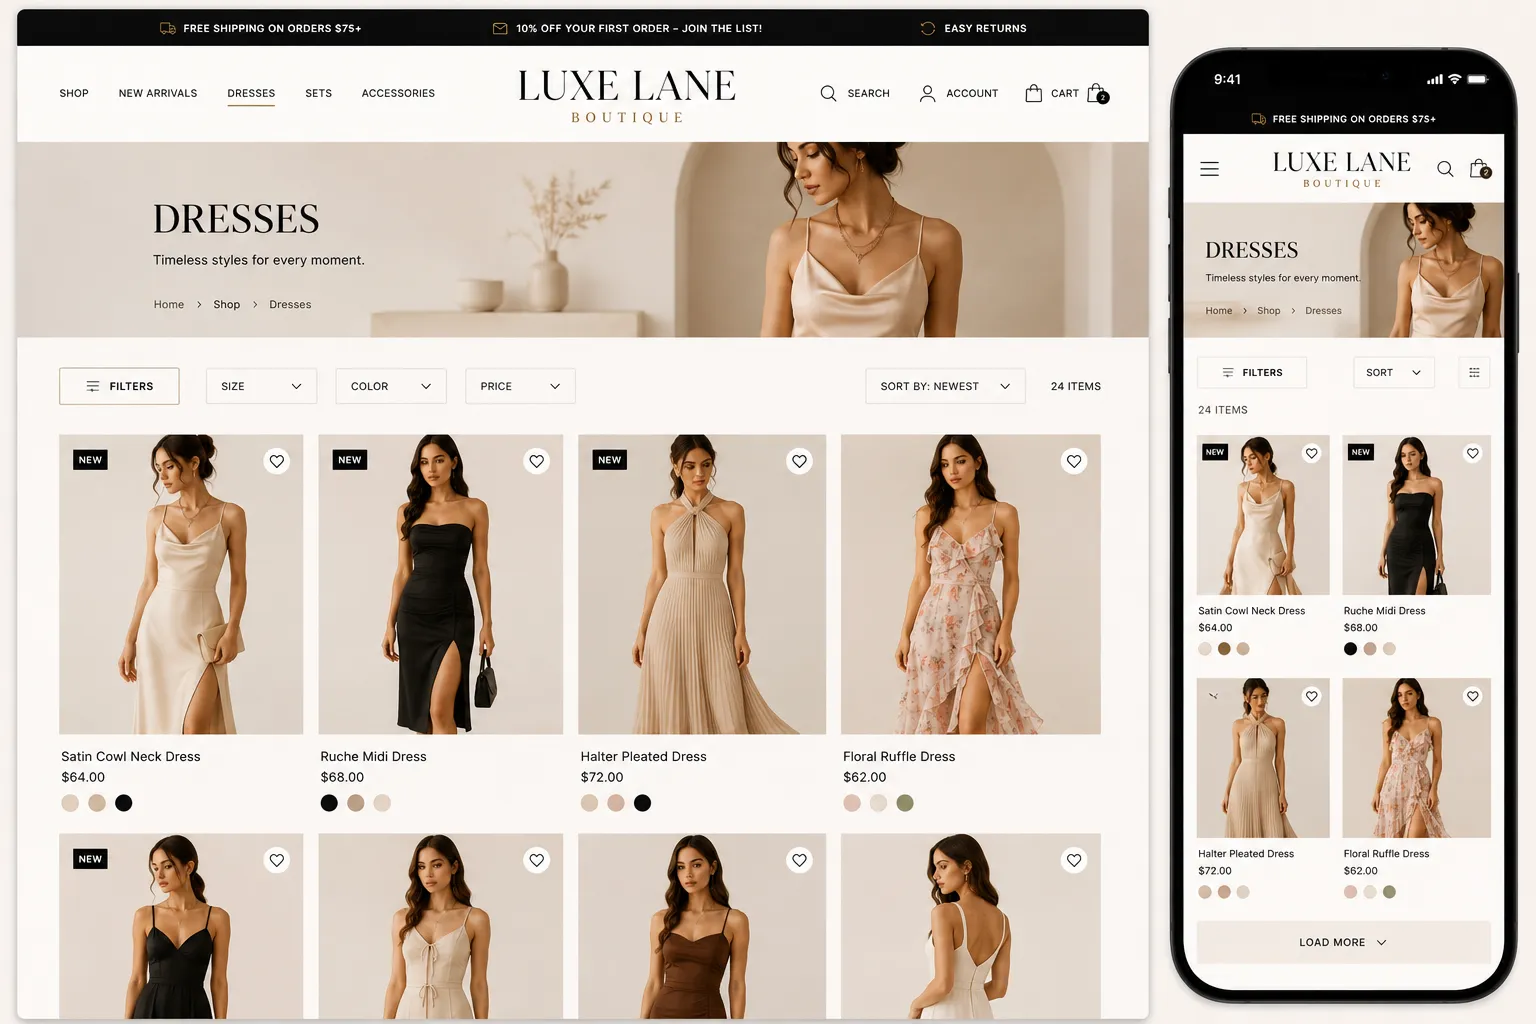 FREE SHIPPING ON ORDERS $75+
10% OFF YOUR FIRST ORDER – JOIN THE LIST!
EASY RETURNS
SHOP
NEW ARRIVALS
DRESSES
SETS
ACCESSORIES
LUXE LANE
BOUTIQUE
SEARCH
ACCOUNT
CART
2
DRESSES
Timeless styles for every moment.
Home > Shop > Dresses
FILTERS
SIZE
COLOR
PRICE
SORT BY: NEWEST
24 ITEMS
NEW
NEW
NEW
Satin Cowl Neck Dress
$64.00
Ruche Midi Dress
$68.00
Halter Pleated Dress
$72.00
Floral Ruffle Dress
$62.00
NEW
9:41
FREE SHIPPING ON ORDERS $75+
LUXE LANE
BOUTIQUE
2
DRESSES
Timeless styles for every moment.
Home > Shop > Dresses
FILTERS
SORT
24 ITEMS
NEW
NEW
Satin Cowl Neck Dress
$64.00
Ruche Midi Dress
$68.00
Halter Pleated Dress
$72.00
Floral Ruffle Dress
$62.00
LOAD MORE